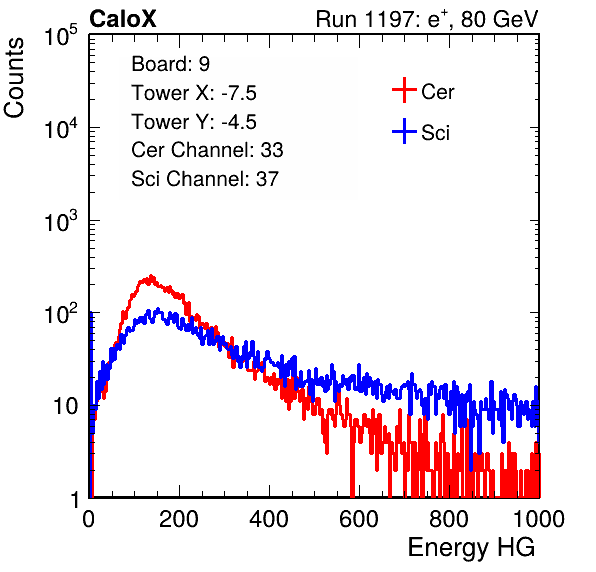 CaloX Run 1197: e⁺, 80 GeV
Counts
Board: 9
Tower X: -7.5
Tower Y: -4.5
Cer Channel: 33
Sci Channel: 37
Cer
Sci
10⁵
10⁴
10³
10²
10
1
0 200 400 600 800 1000
Energy HG